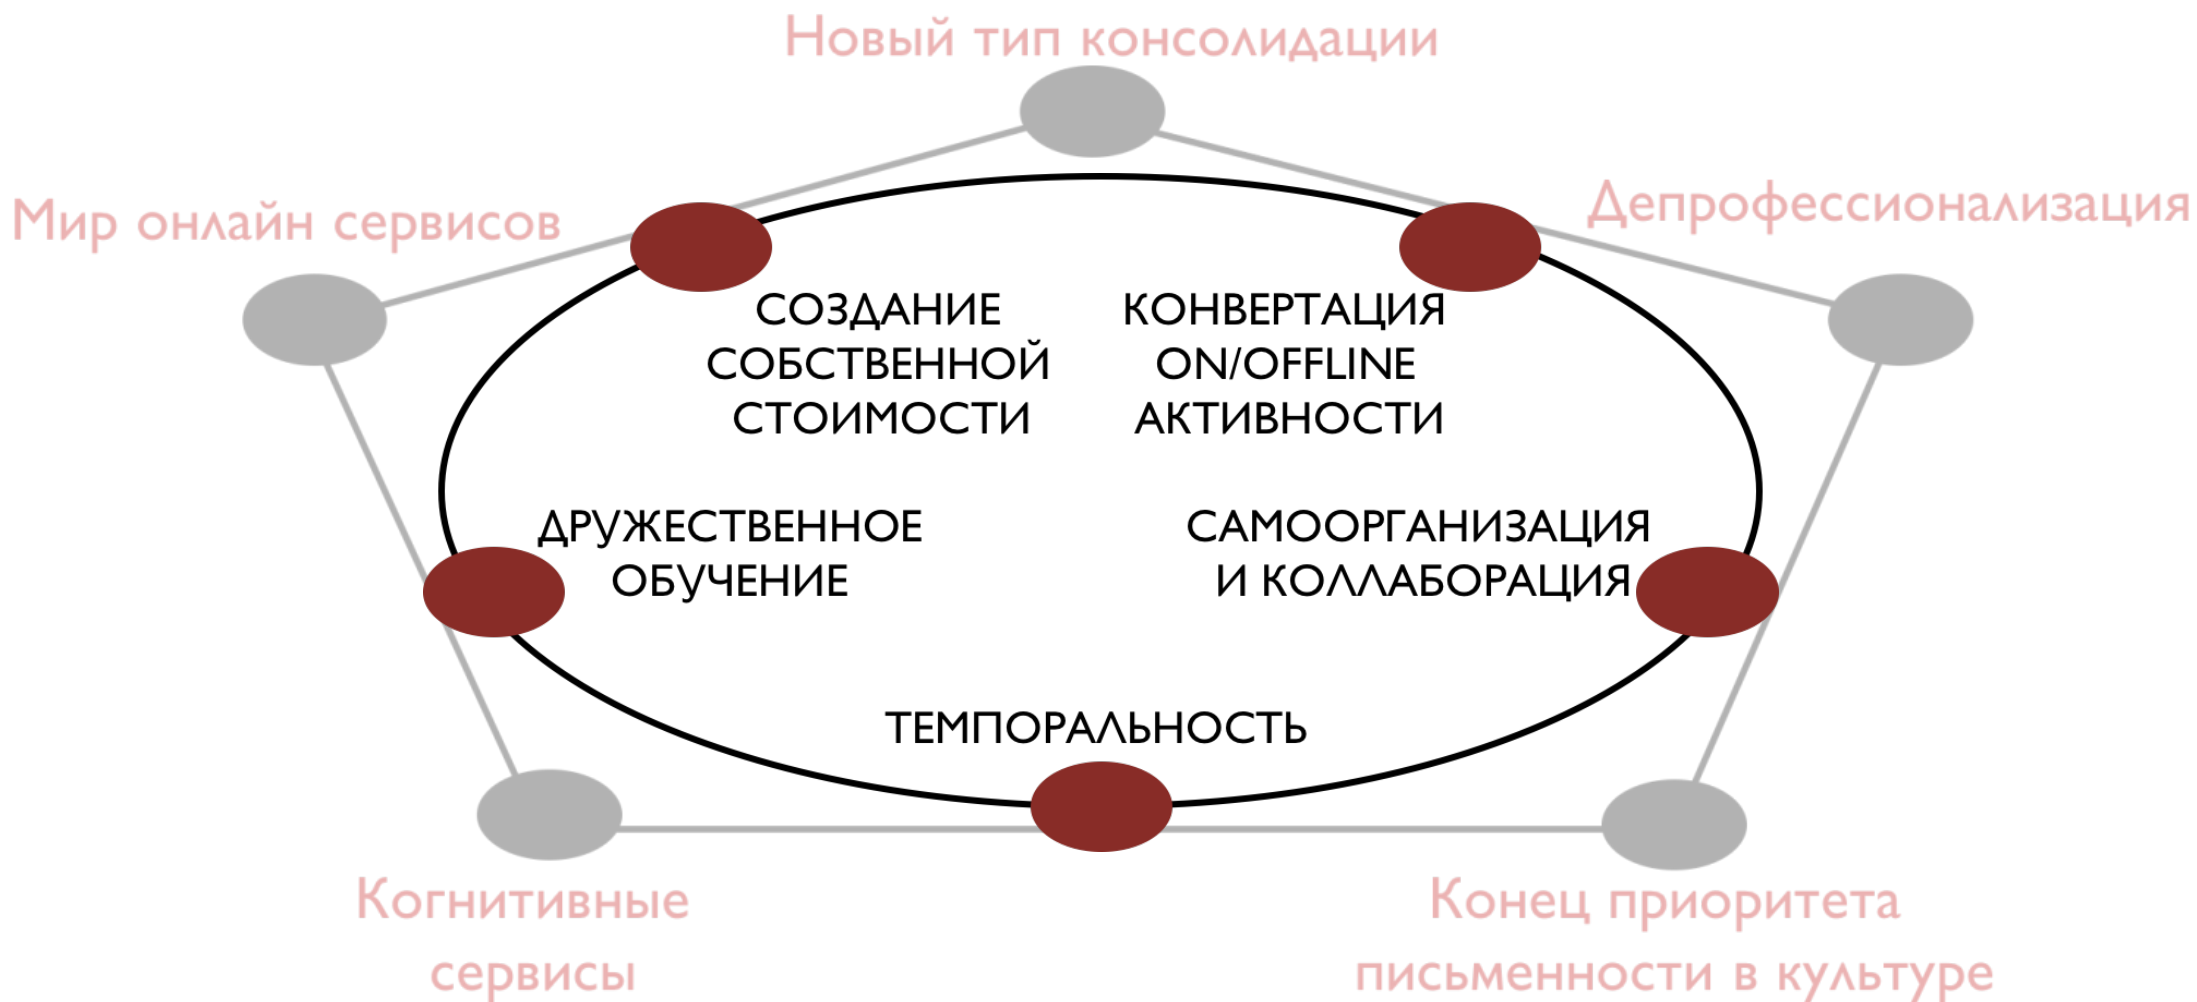 Новый тип консолидации
Мир онлайн сервисов
Депрофессионализация
СОЗДАНИЕ
СОБСТВЕННОЙ
СТОИМОСТИ
КОНВЕРТАЦИЯ
ON/OFFLINE
АКТИВНОСТИ
ДРУЖЕСТВЕННОЕ
ОБУЧЕНИЕ
САМООРГАНИЗАЦИЯ
И КОЛЛАБОРАЦИЯ
ТЕМПОРАЛЬНОСТЬ
Когнитивные
сервисы
Конец приоритета
письменности в культуре